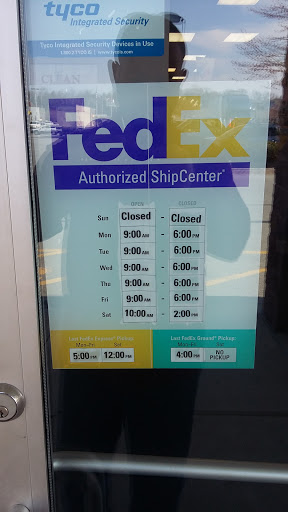 tyco
Integrated Security
Tyco Integrated Security Devices in Use
CLEAN
FedEx
Authorized ShipCenter®
OPEN CLOSED
Sun Closed - Closed
Mon 9:00 AM - 6:00 PM
Tue 9:00 AM - 6:00 PM
Wed 9:00 AM - 6:00 PM
Thu 9:00 AM - 6:00 PM
Fri 9:00 AM - 6:00 PM
Sat 10:00 AM - 2:00 PM
Last FedEx Express® Pickup Last FedEx Ground® Pickup
Mon-Fri Sat Mon-Fri Sat
5:00 PM 12:00 PM 4:00 PM NO
PICKUP